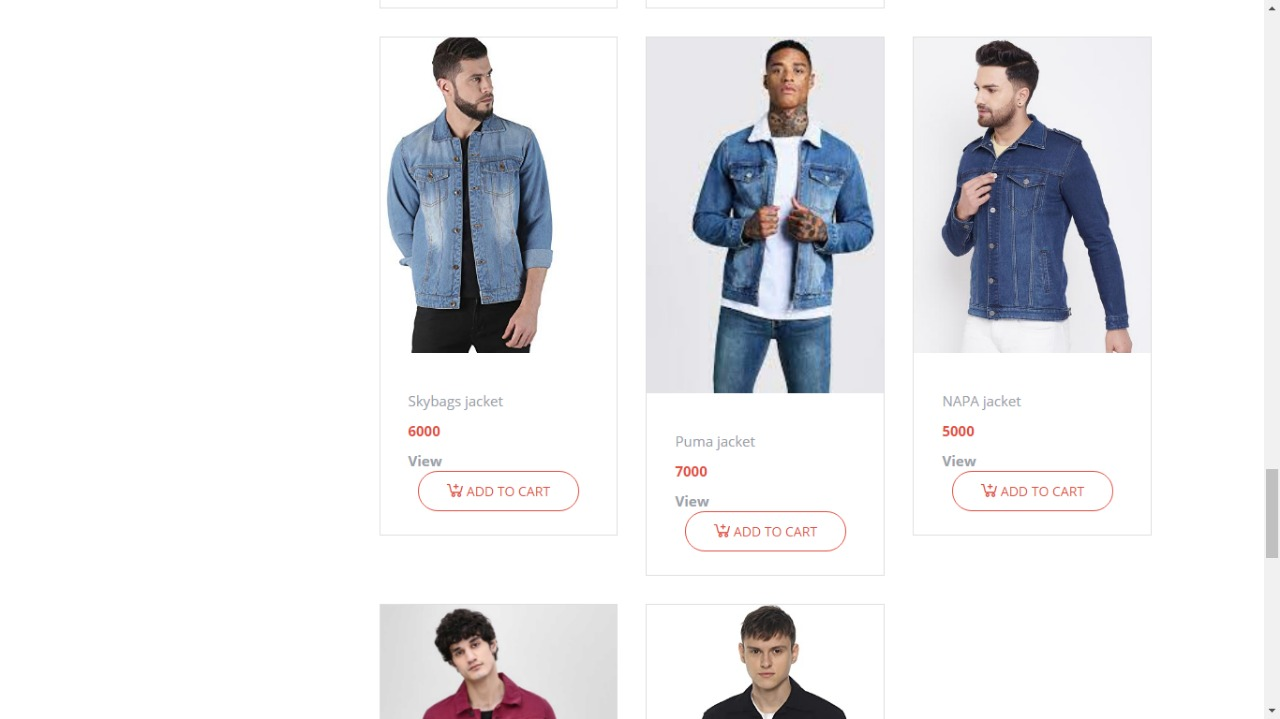 Skybags jacket
6000
View
ADD TO CART
Puma jacket
7000
View
ADD TO CART
NAPA jacket
5000
View
ADD TO CART